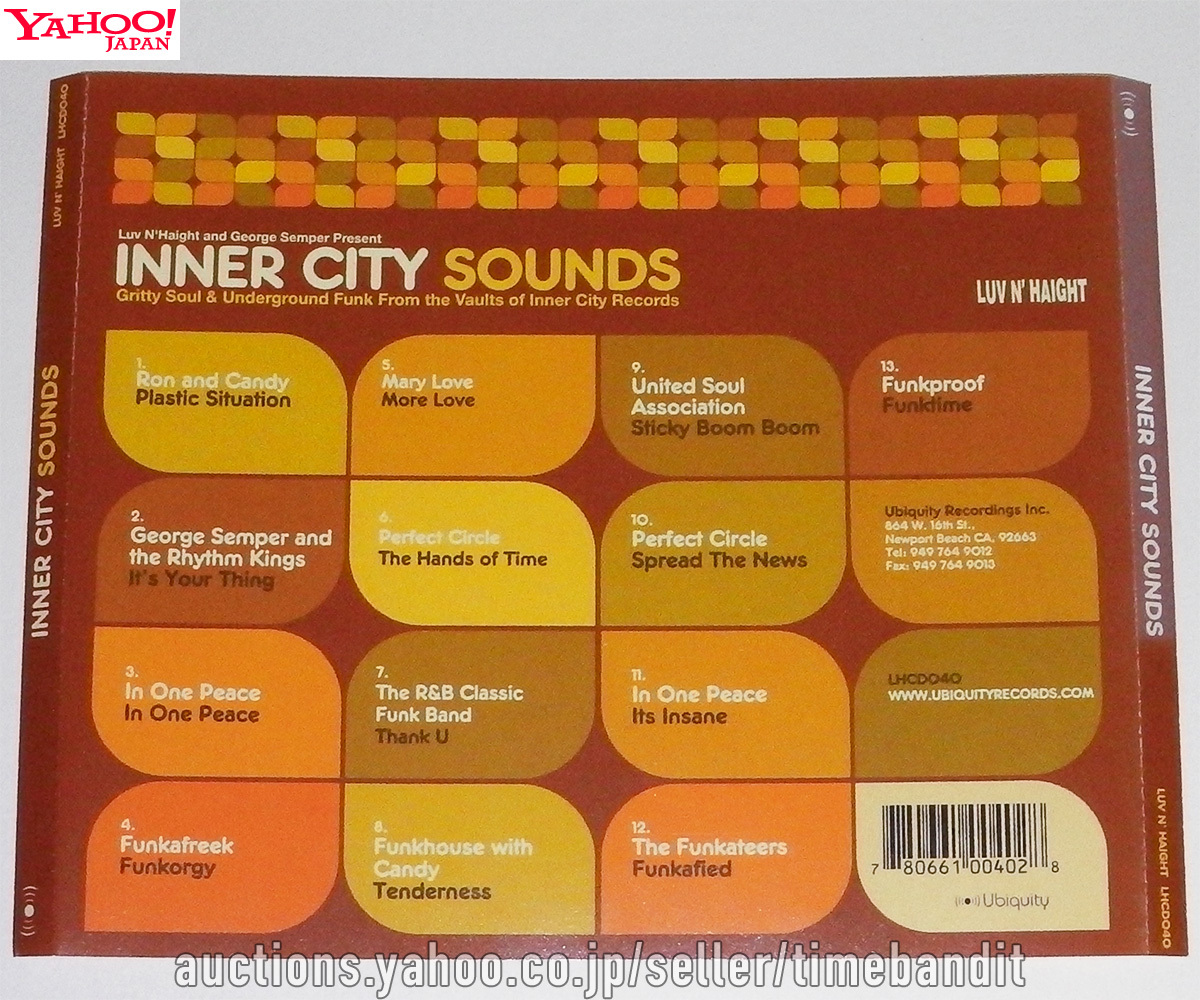 YAHOO!
JAPAN
LUV N' HAIGHT LHCD040
INNER CITY SOUNDS
Luv N'Haight and George Semper Present
INNER CITY SOUNDS
Gritty Soul & Underground Funk From the Vaults of Inner City Records
LUV N' HAIGHT
1.
Ron and Candy
Plastic Situation
2.
George Semper and
the Rhythm Kings
It's Your Thing
3.
In One Peace
In One Peace
4.
Funkafreek
Funkorgy
5.
Mary Love
More Love
6.
Perfect Circle
The Hands of Time
7.
The R&B Classic
Funk Band
Thank U
8.
Funkhouse with
Candy
Tenderness
9.
United Soul
Association
Sticky Boom Boom
10.
Perfect Circle
Spread The News
11.
In One Peace
Its Insane
12.
The Funkateers
Funkafied
13.
Funkproof
Funktime
Ubiquity Recordings Inc.
864 W. 16th St.,
Newport Beach CA, 92663
Tel: 949 764 9012
Fax: 949 764 9013
LHCD040
WWW.UBIQUITYRECORDS.COM
7 80661 00402 8
Ubiquity
INNER CITY SOUNDS
LUV N' HAIGHT LHCD040
auctions.yahoo.co.jp/seller/timebandit